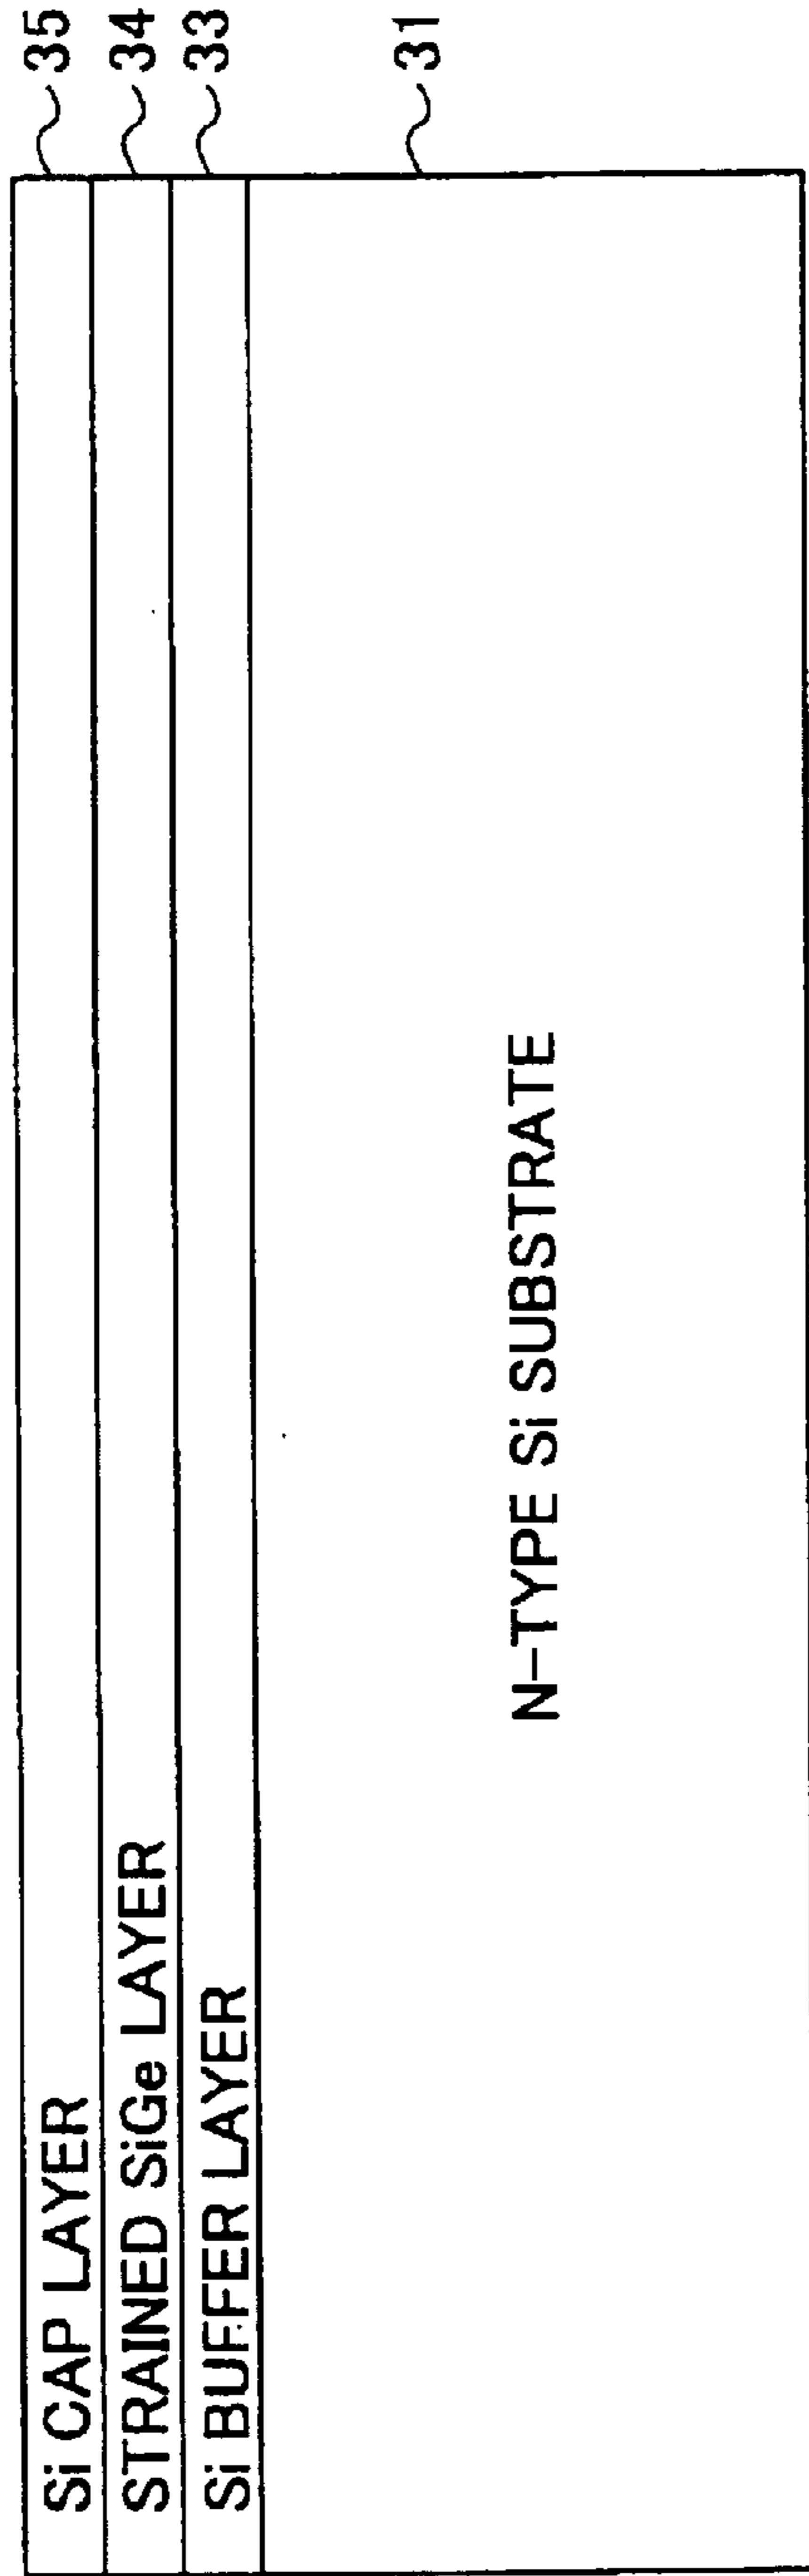 Si CAP LAYER
35
STRAINED SiGe LAYER
34
Si BUFFER LAYER
33
N-TYPE Si SUBSTRATE
31